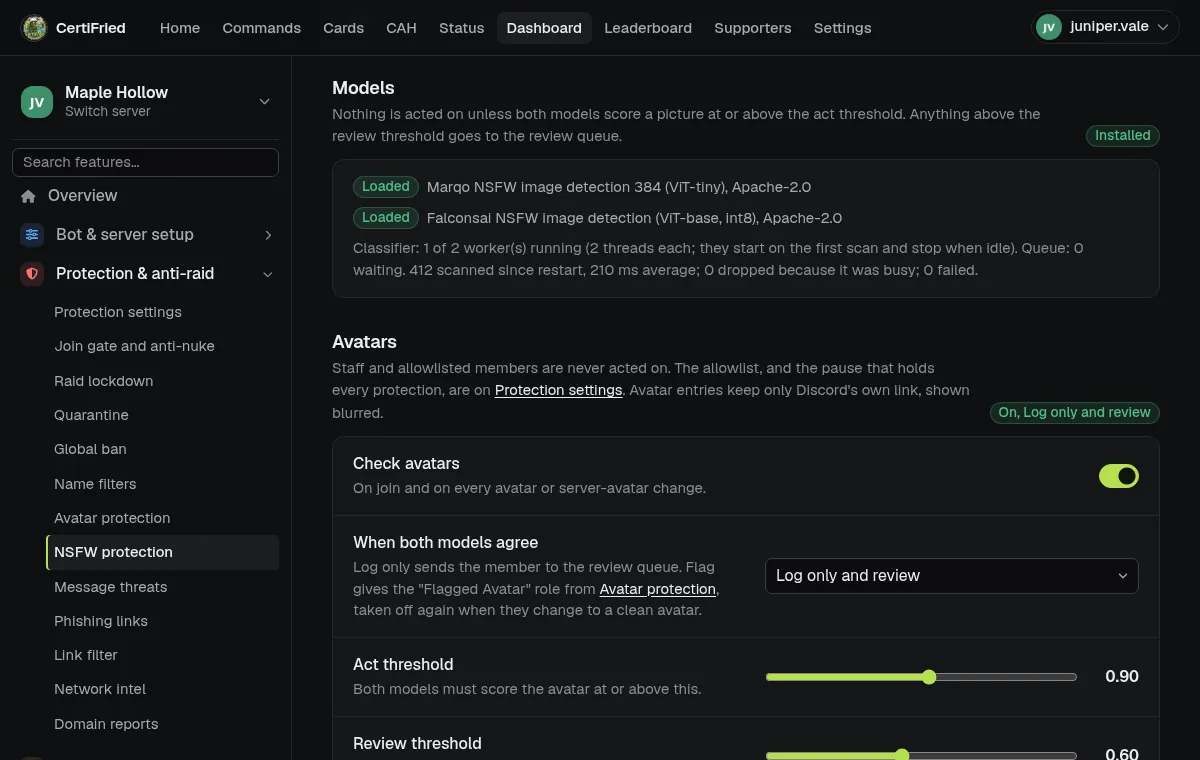 CertiFried
Home
Commands
Cards
CAH
Status
Dashboard
Leaderboard
Supporters
Settings
JV
juniper.vale
JV
Maple Hollow
Switch server
Search features...
Overview
Bot & server setup
Protection & anti-raid
Protection settings
Join gate and anti-nuke
Raid lockdown
Quarantine
Global ban
Name filters
Avatar protection
NSFW protection
Message threats
Phishing links
Link filter
Network intel
Domain reports
Models
Nothing is acted on unless both models score a picture at or above the act threshold. Anything above the
review threshold goes to the review queue.
Installed
Loaded Marqo NSFW image detection 384 (ViT-tiny), Apache-2.0
Loaded Falconsai NSFW image detection (ViT-base, int8), Apache-2.0
Classifier: 1 of 2 worker(s) running (2 threads each; they start on the first scan and stop when idle). Queue: 0
waiting. 412 scanned since restart, 210 ms average; 0 dropped because it was busy; 0 failed.
Avatars
Staff and allowlisted members are never acted on. The allowlist, and the pause that holds
every protection, are on Protection settings. Avatar entries keep only Discord's own link, shown
blurred.
On, Log only and review
Check avatars
On join and on every avatar or server-avatar change.
When both models agree
Log only sends the member to the review queue. Flag
gives the "Flagged Avatar" role from Avatar protection,
taken off again when they change to a clean avatar.
Log only and review
Act threshold
Both models must score the avatar at or above this.
0.90
Review threshold
0.60